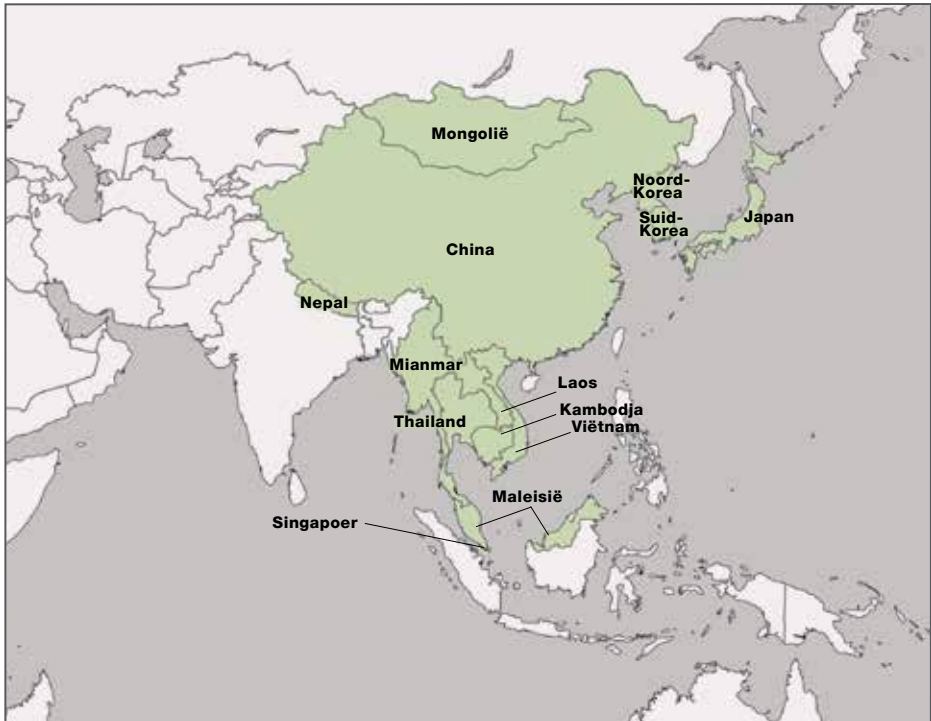 Mongolië
Noord-
Korea
Suid-
Korea
Japan
China
Nepal
Mianmar
Laos
Kambodja
Thailand
Viëtnam
Maleisië
Singapoer